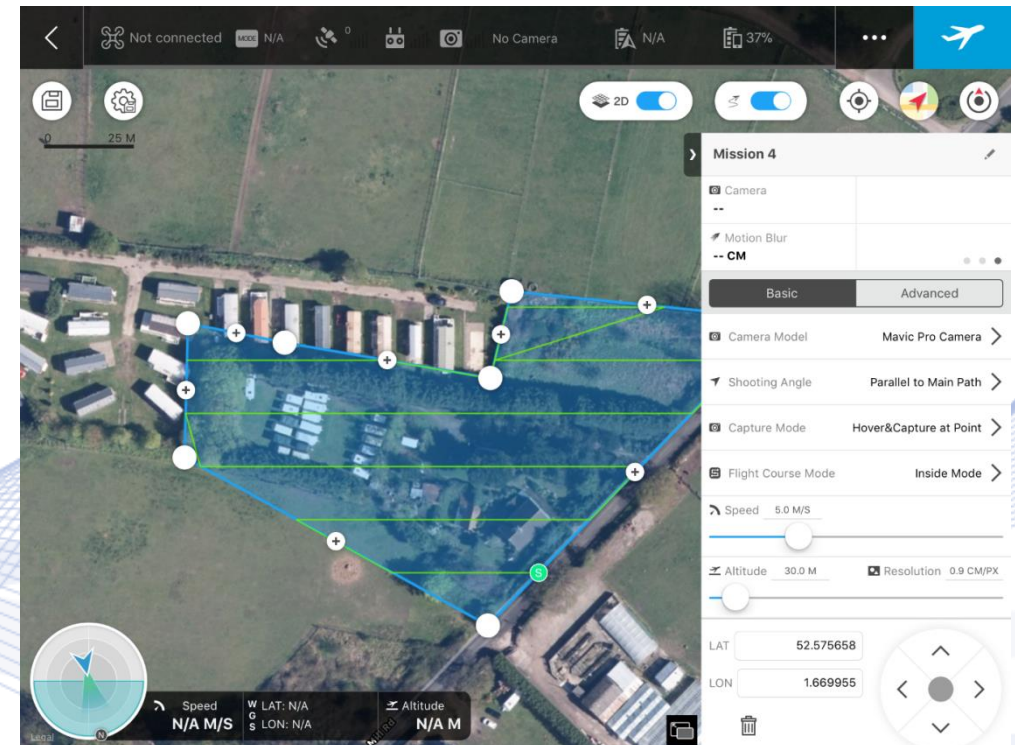 Not connected MODE N/A 0 No Camera N/A 37%
2D
0 25 M
Mission 4
Camera
--
Motion Blur
-- CM
Basic Advanced
Camera Model Mavic Pro Camera
Shooting Angle Parallel to Main Path
Capture Mode Hover&Capture at Point
Flight Course Mode Inside Mode
Speed 5.0 M/S
Altitude 30.0 M Resolution 0.9 CM/PX
S
LAT 52.575658
LON 1.669955
Speed W LAT: N/A Altitude
G
N/A M/S S LON: N/A N/A M
Legal N